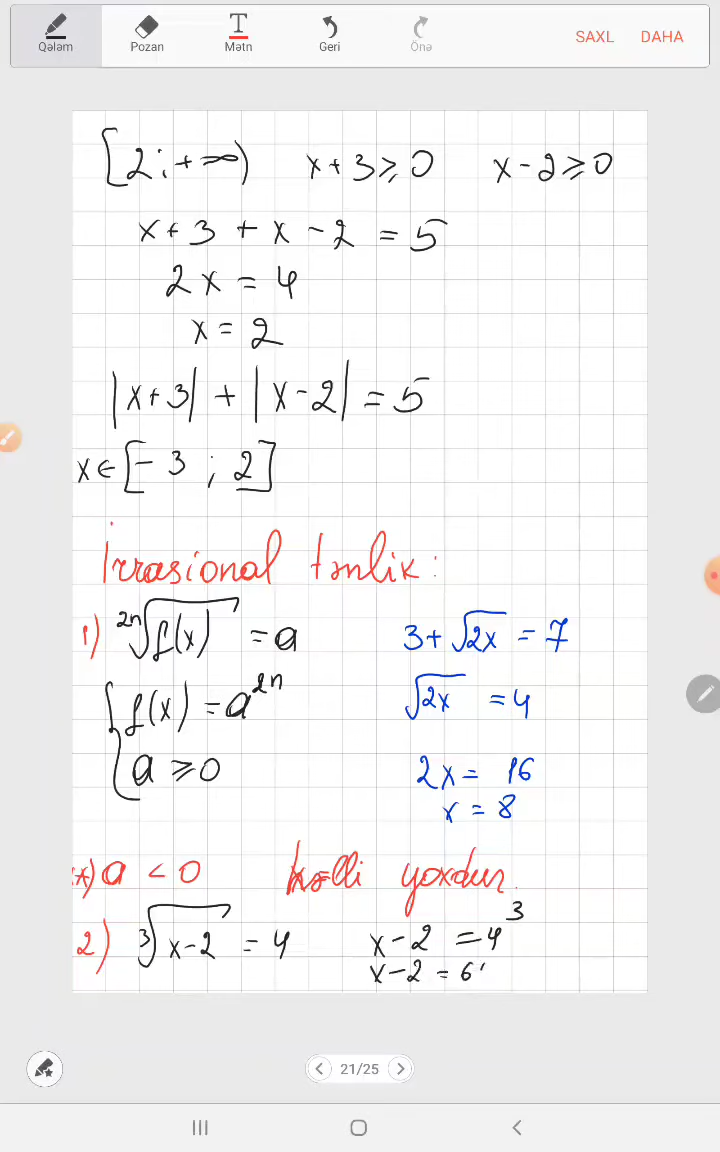 Qələm Pozan Mətn Geri Önə SAXL DAHA
[2;+∞) x+3⩾0 x-2⩾0
x+3+x-2=5
2x=4
x=2
|x+3|+|x-2|=5
x∈[-3;2]
İrrasional tənlik:
1) ²ⁿ√f(x) = a 3+√2x=7
{f(x)=a²ⁿ √2x=4
a⩾0 2x=16
x=8
*) a<0 həlli yoxdur.
2) ³√x-2 = 4 x-2=4³
x-2=6
21/25